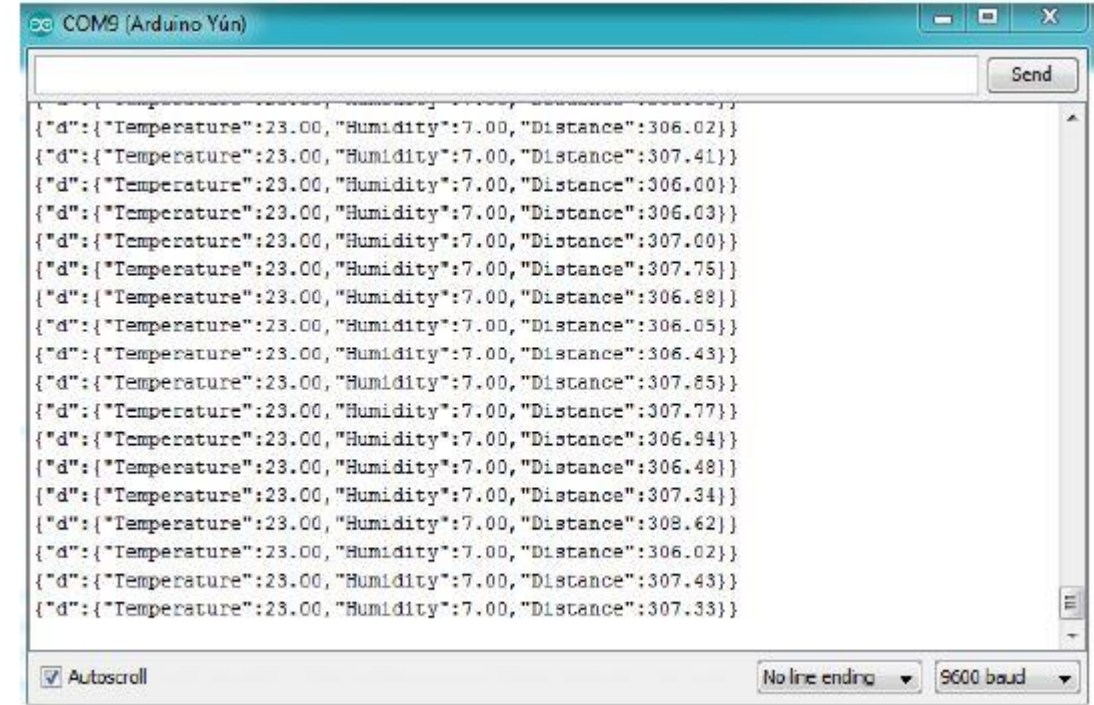 COM9 (Arduino Yún)
Send
{"d":{"Temperature":23.00,"Humidity":7.00,"Distance":306.02}}
{"d":{"Temperature":23.00,"Humidity":7.00,"Distance":307.41}}
{"d":{"Temperature":23.00,"Humidity":7.00,"Distance":306.00}}
{"d":{"Temperature":23.00,"Humidity":7.00,"Distance":306.03}}
{"d":{"Temperature":23.00,"Humidity":7.00,"Distance":307.00}}
{"d":{"Temperature":23.00,"Humidity":7.00,"Distance":307.75}}
{"d":{"Temperature":23.00,"Humidity":7.00,"Distance":306.88}}
{"d":{"Temperature":23.00,"Humidity":7.00,"Distance":306.05}}
{"d":{"Temperature":23.00,"Humidity":7.00,"Distance":306.43}}
{"d":{"Temperature":23.00,"Humidity":7.00,"Distance":307.85}}
{"d":{"Temperature":23.00,"Humidity":7.00,"Distance":307.77}}
{"d":{"Temperature":23.00,"Humidity":7.00,"Distance":306.94}}
{"d":{"Temperature":23.00,"Humidity":7.00,"Distance":306.48}}
{"d":{"Temperature":23.00,"Humidity":7.00,"Distance":307.34}}
{"d":{"Temperature":23.00,"Humidity":7.00,"Distance":308.62}}
{"d":{"Temperature":23.00,"Humidity":7.00,"Distance":306.02}}
{"d":{"Temperature":23.00,"Humidity":7.00,"Distance":307.43}}
{"d":{"Temperature":23.00,"Humidity":7.00,"Distance":307.33}}
Autoscroll
No line ending
9600 baud